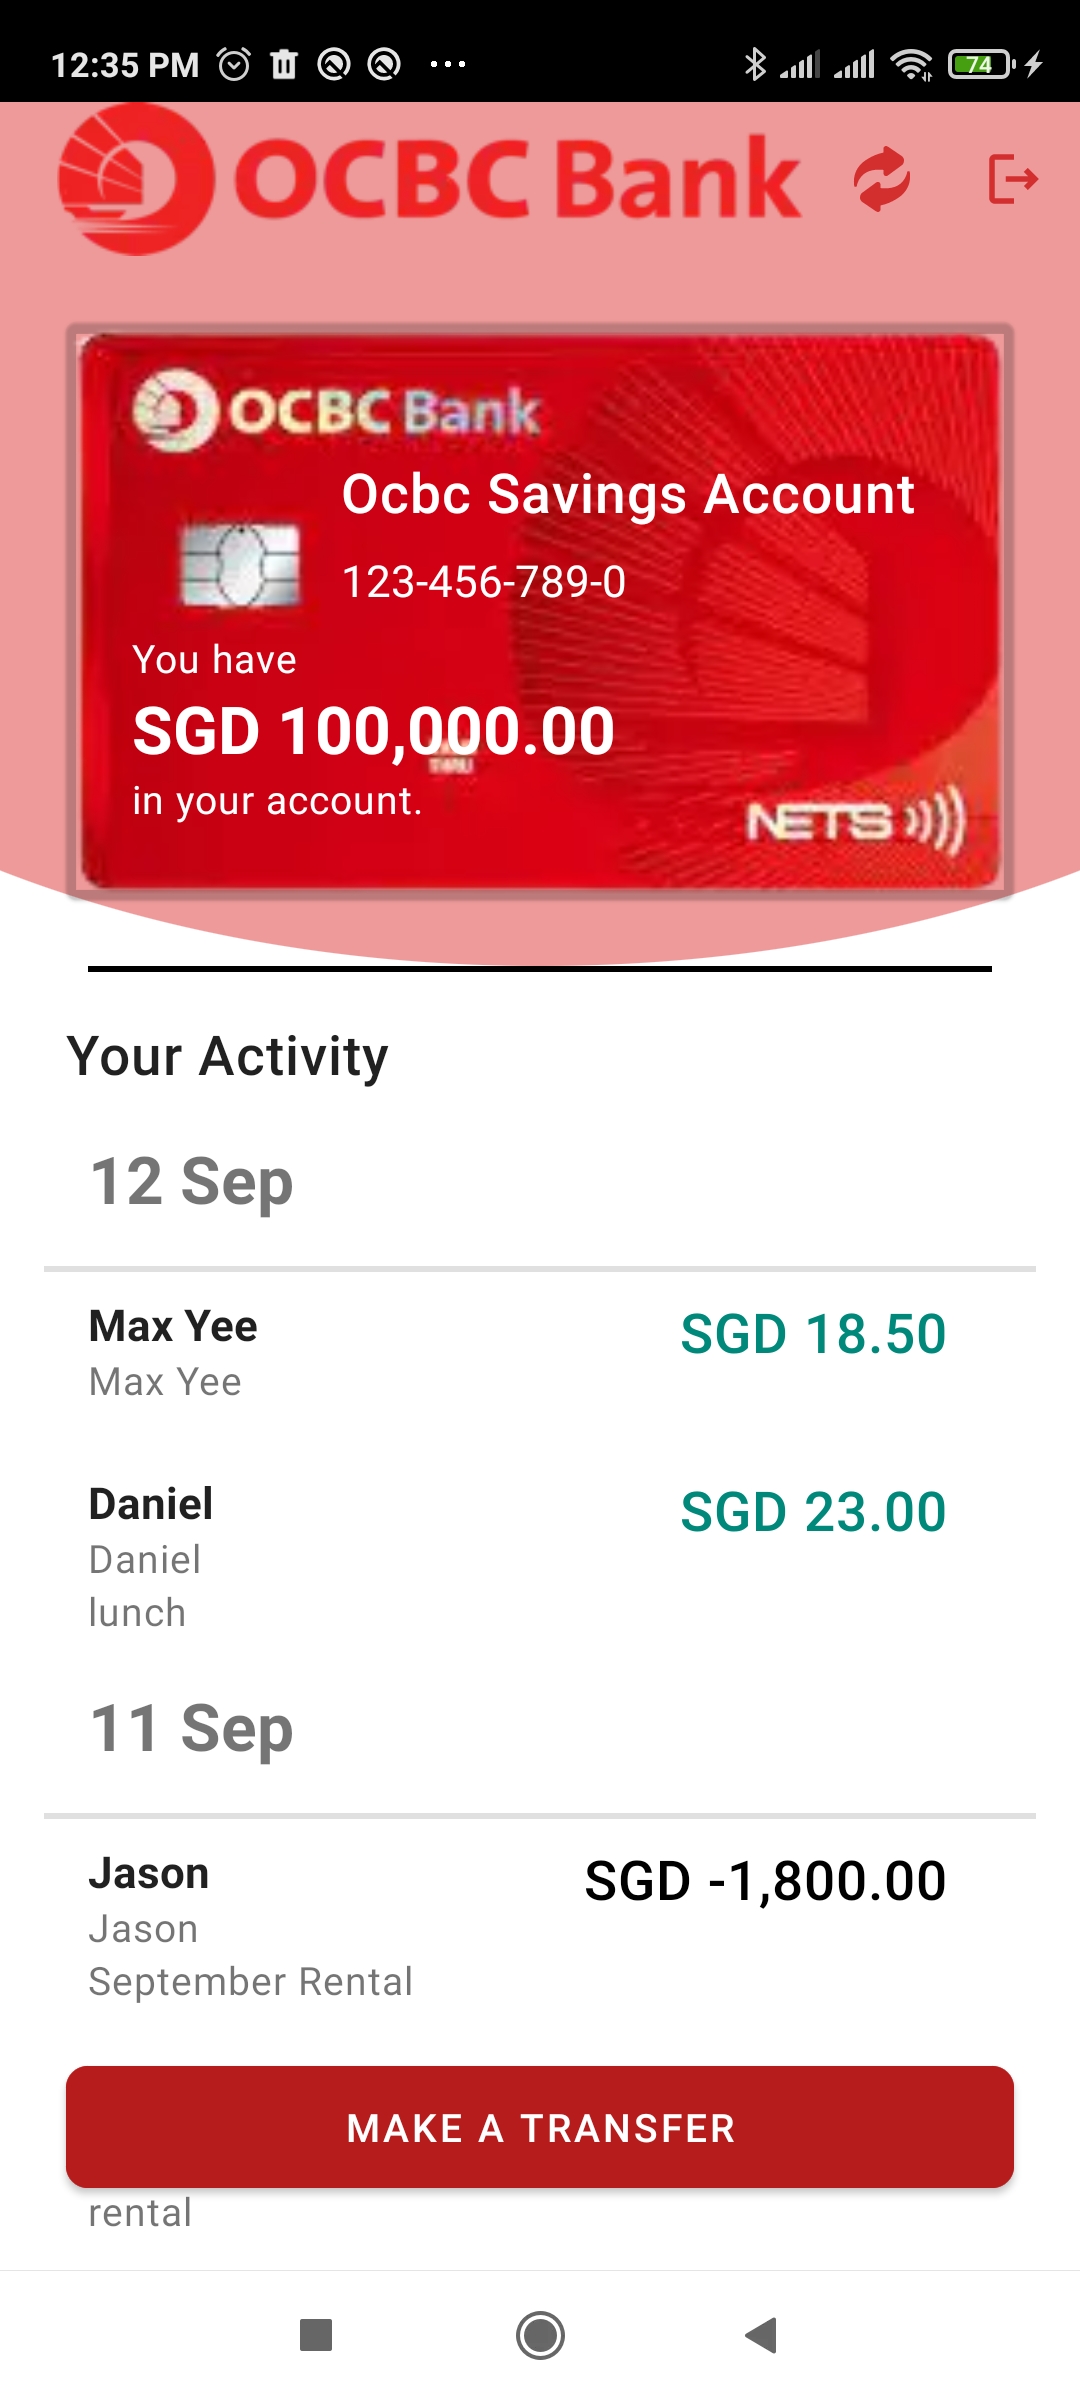 12:35 PM
74
OCBC Bank
OCBC Bank
Ocbc Savings Account
123-456-789-0
You have
SGD 100,000.00
in your account.
NETS
Your Activity
12 Sep
Max Yee
SGD 18.50
Max Yee
Daniel
SGD 23.00
Daniel
lunch
11 Sep
Jason
SGD -1,800.00
Jason
September Rental
MAKE A TRANSFER
rental